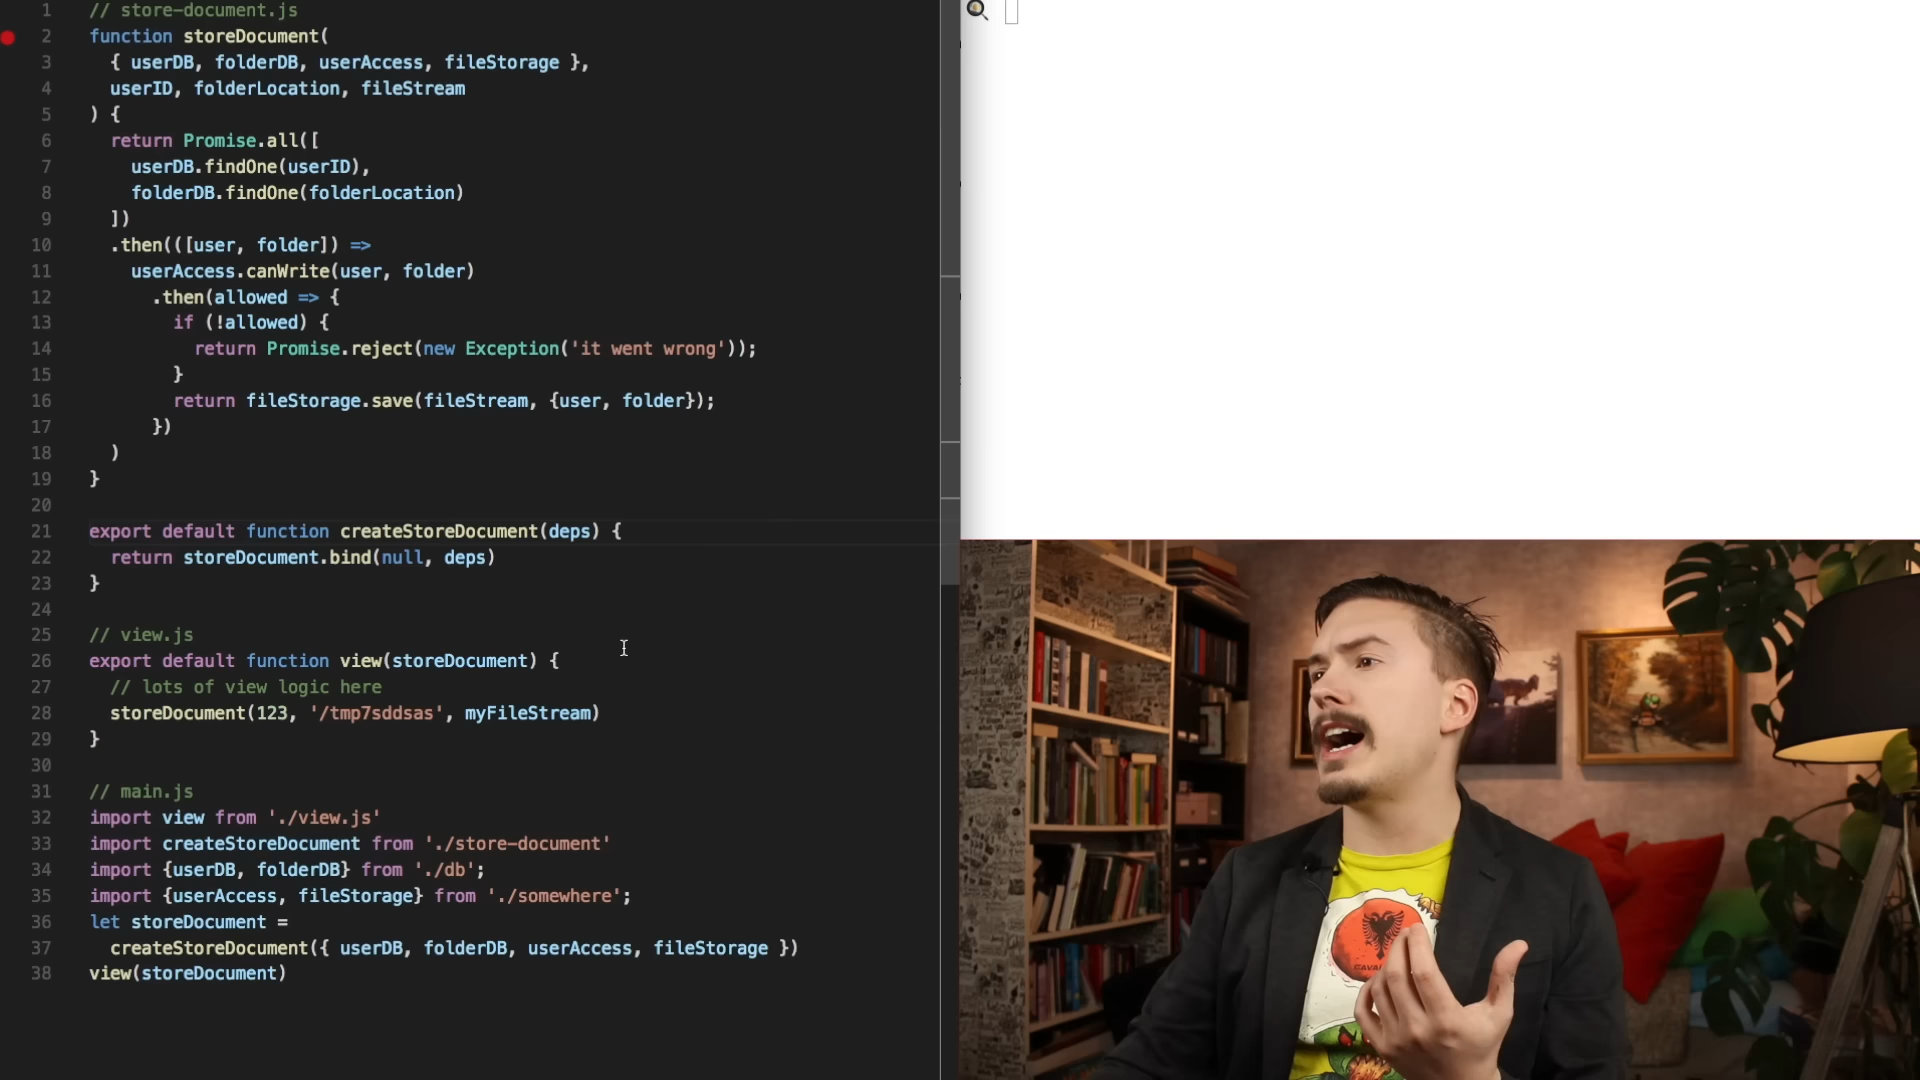 1 // store-document.js
2 function storeDocument(
3 { userDB, folderDB, userAccess, fileStorage },
4 userID, folderLocation, fileStream
5 ) {
6 return Promise.all([
7 userDB.findOne(userID),
8 folderDB.findOne(folderLocation)
9 ])
10 .then(([user, folder]) =>
11 userAccess.canWrite(user, folder)
12 .then(allowed => {
13 if (!allowed) {
14 return Promise.reject(new Exception('it went wrong'));
15 }
16 return fileStorage.save(fileStream, {user, folder});
17 })
18 )
19 }
20
21 export default function createStoreDocument(deps) {
22 return storeDocument.bind(null, deps)
23 }
24
25 // view.js
26 export default function view(storeDocument) {
27 // lots of view logic here
28 storeDocument(123, '/tmp7sddsas', myFileStream)
29 }
30
31 // main.js
32 import view from './view.js'
33 import createStoreDocument from './store-document'
34 import {userDB, folderDB} from './db';
35 import {userAccess, fileStorage} from './somewhere';
36 let storeDocument =
37 createStoreDocument({ userDB, folderDB, userAccess, fileStorage })
38 view(storeDocument)